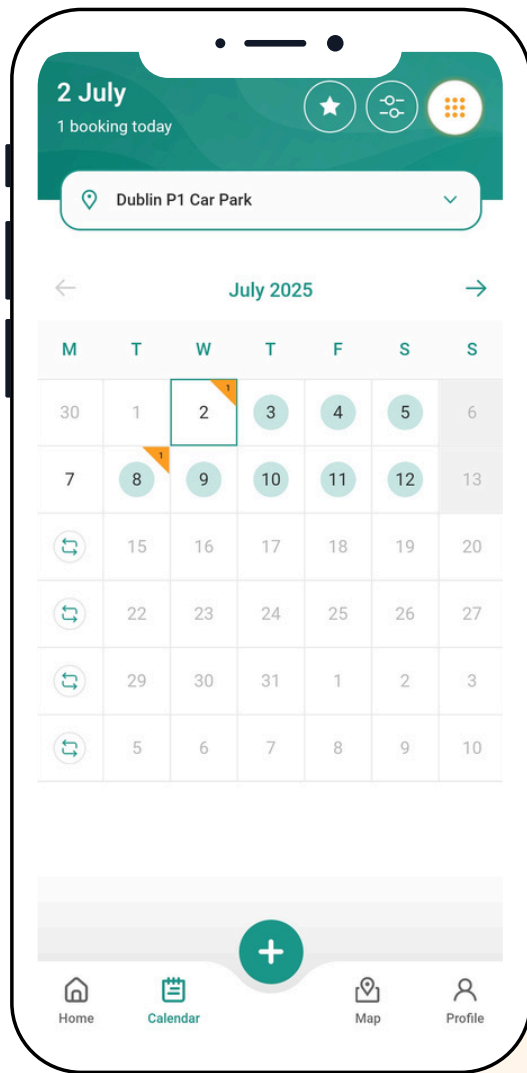 2 July
1 booking today
Dublin P1 Car Park
July 2025
M T W T F S S
30 1 2 1 3 4 5 6
7 8 1 9 10 11 12 13
15 16 17 18 19 20
22 23 24 25 26 27
29 30 31 1 2 3
5 6 7 8 9 10
Home Calendar Map Profile